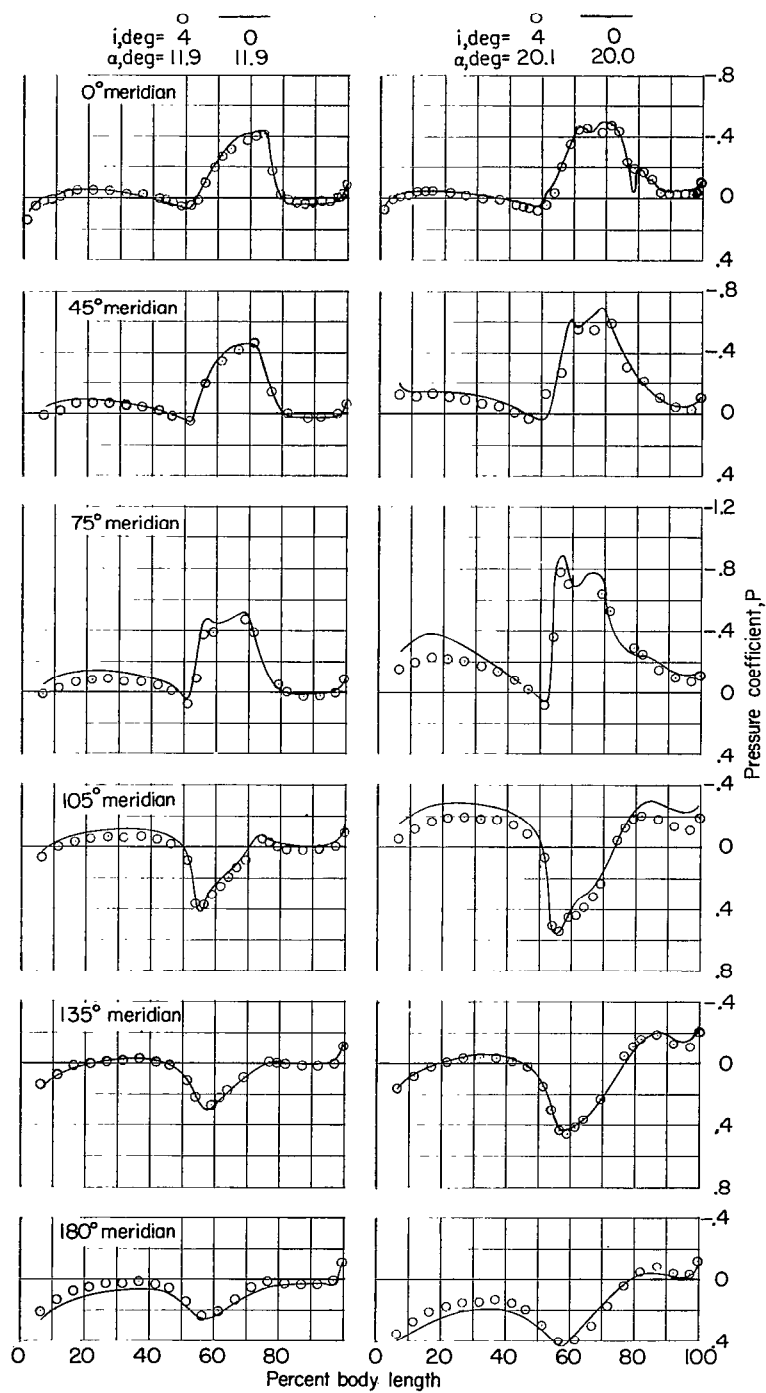 i,deg= 4 0
α,deg= 11.9 11.9
i,deg= 4 0
α,deg= 20.1 20.0
0° meridian
-.8
-.4
0
.4
45° meridian
-.8
-.4
0
.4
75° meridian
-1.2
-.8
-.4
0
.4
Pressure coefficient,P
105° meridian
-.4
0
.4
.8
135° meridian
-.4
0
.4
.8
180° meridian
-.4
0
.4
0 20 40 60 80 0 20 40 60 80 100
Percent body length